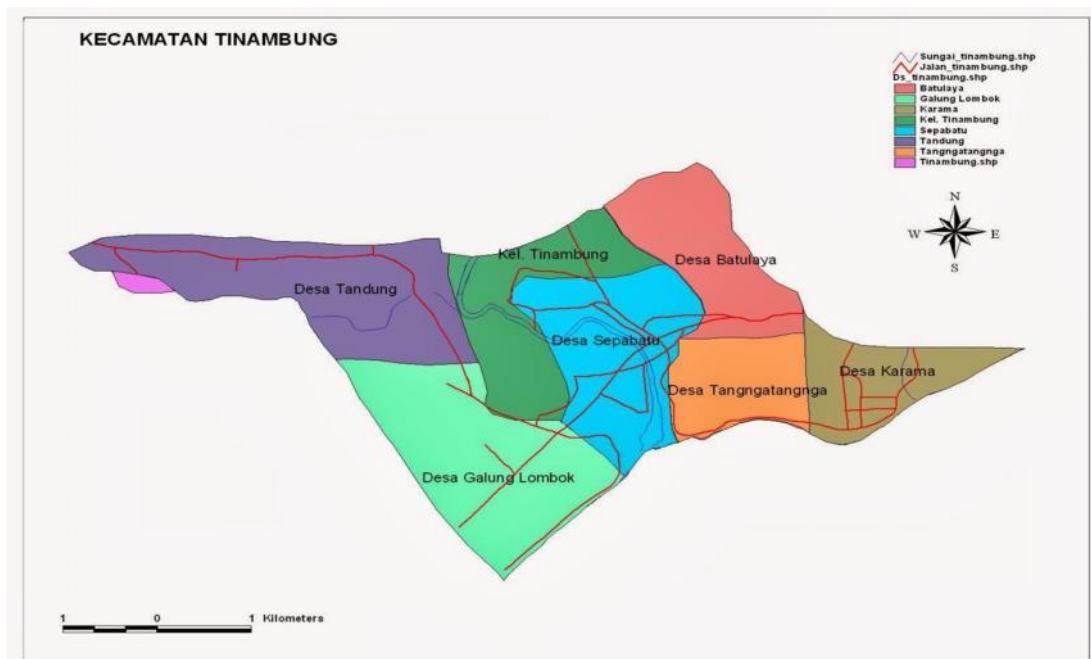 KECAMATAN TINAMBUNG
Sungai_tinambung.shp
Jalan_tinambung.shp
Ds_tinambung.shp
Batulaya
Galung Lombok
Karama
Kel. Tinambung
Sepabatu
Tandung
Tangngatangnga
Tinambung.shp
N
W E
S
Kel. Tinambung
Desa Batulaya
Desa Tandung
Desa Sepabatu
Desa Karama
Desa Tangngatangnga
Desa Galung Lombok
1 0 1 Kilometers